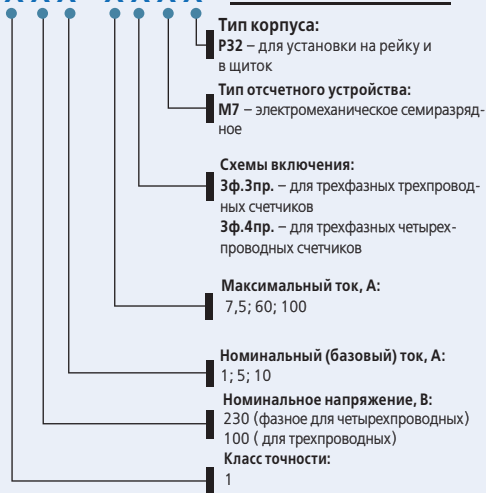 Тип корпуса:
Р32 – для установки на рейку и
в щиток
Тип отсчетного устройства:
М7 – электромеханическое семиразряд-
ное
Схемы включения:
3ф.3пр. – для трехфазных трехпровод-
ных счетчиков
3ф.4пр. – для трехфазных четырех-
проводных счетчиков
Максимальный ток, А:
7,5; 60; 100
Номинальный (базовый) ток, А:
1; 5; 10
Номинальное напряжение, В:
230 (фазное для четырехпроводных)
100 ( для трехпроводных)
Класс точности:
1